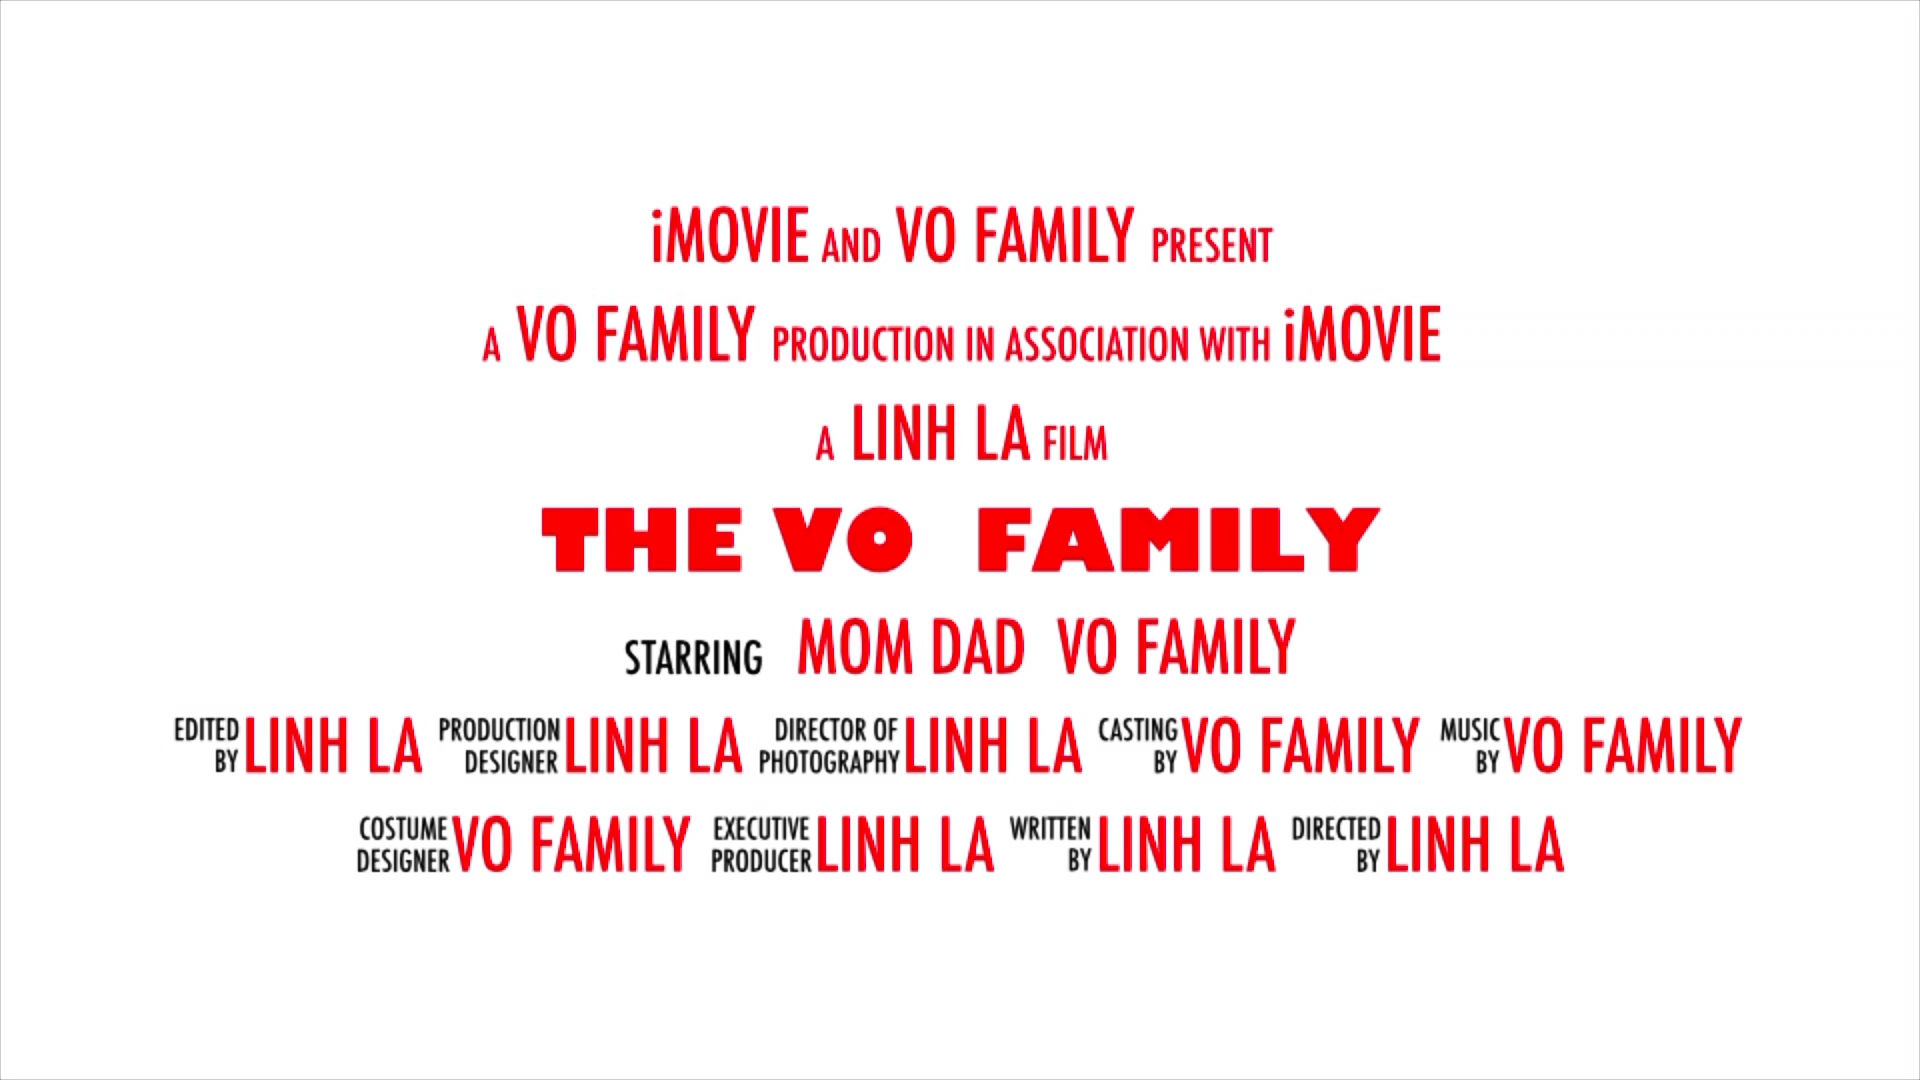 iMOVIE AND VO FAMILY PRESENT
A VO FAMILY PRODUCTION IN ASSOCIATION WITH iMOVIE
A LINH LA FILM
THE VO FAMILY
STARRING MOM DAD VO FAMILY
EDITED BY LINH LA PRODUCTION DESIGNER LINH LA DIRECTOR OF PHOTOGRAPHY LINH LA CASTING BY VO FAMILY MUSIC BY VO FAMILY
COSTUME DESIGNER VO FAMILY EXECUTIVE PRODUCER LINH LA WRITTEN BY LINH LA DIRECTED BY LINH LA